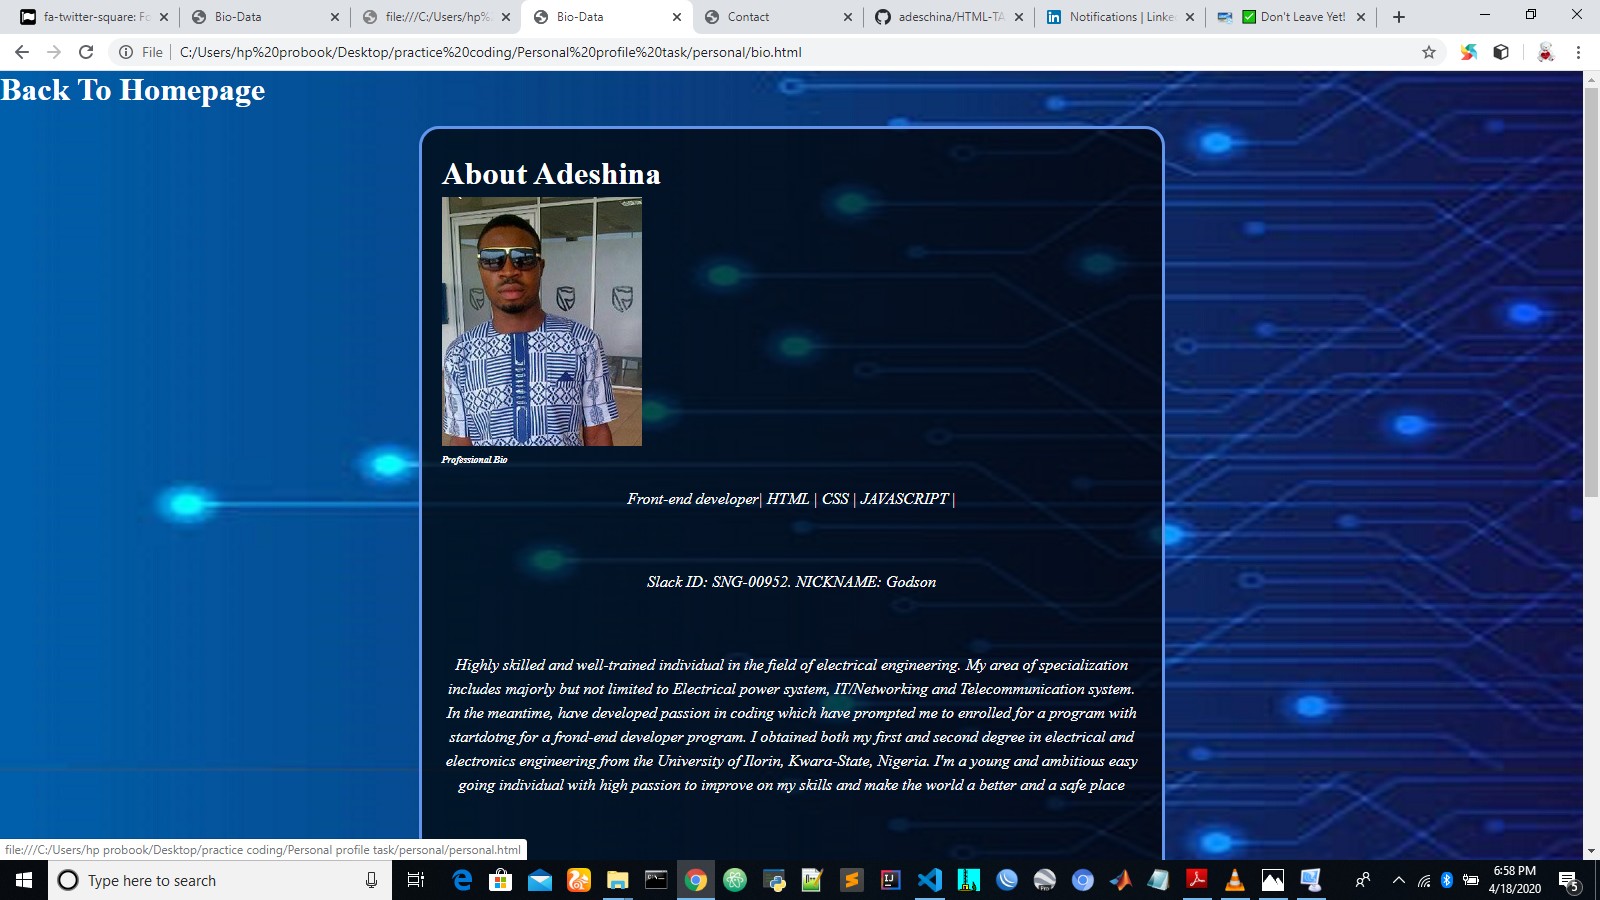 fa-twitter-square: Fo
Bio-Data
file:///C:/Users/hp%
Bio-Data
Contact
adeschina/HTML-TA
Notifications | Linke
Don't Leave Yet!
File
C:/Users/hp%20probook/Desktop/practice%20coding/Personal%20profile%20task/personal/bio.html
Back To Homepage
About Adeshina
Professional Bio
Front-end developer| HTML | CSS | JAVASCRIPT |
Slack ID: SNG-00952. NICKNAME: Godson
Highly skilled and well-trained individual in the field of electrical engineering. My area of specialization
includes majorly but not limited to Electrical power system, IT/Networking and Telecommunication system.
In the meantime, have developed passion in coding which have prompted me to enrolled for a program with
startdotng for a frond-end developer program. I obtained both my first and second degree in electrical and
electronics engineering from the University of Ilorin, Kwara-State, Nigeria. I'm a young and ambitious easy
going individual with high passion to improve on my skills and make the world a better and a safe place
file:///C:/Users/hp probook/Desktop/practice coding/Personal profile task/personal/personal.html
Type here to search
6:58 PM
4/18/2020
5